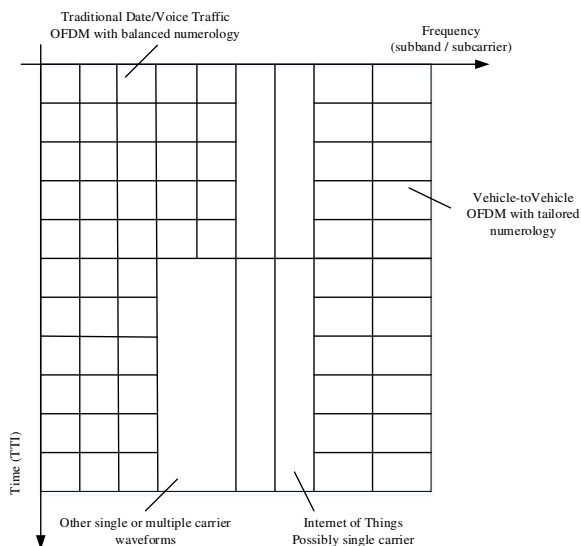 Traditional Date/Voice Traffic
OFDM with balanced numerology
Frequency
(subband / subcarrier)
Vehicle-toVehicle
OFDM with tailored
numerology
Time (TTI)
Other single or multiple carrier
waveforms
Internet of Things
Possibly single carrier